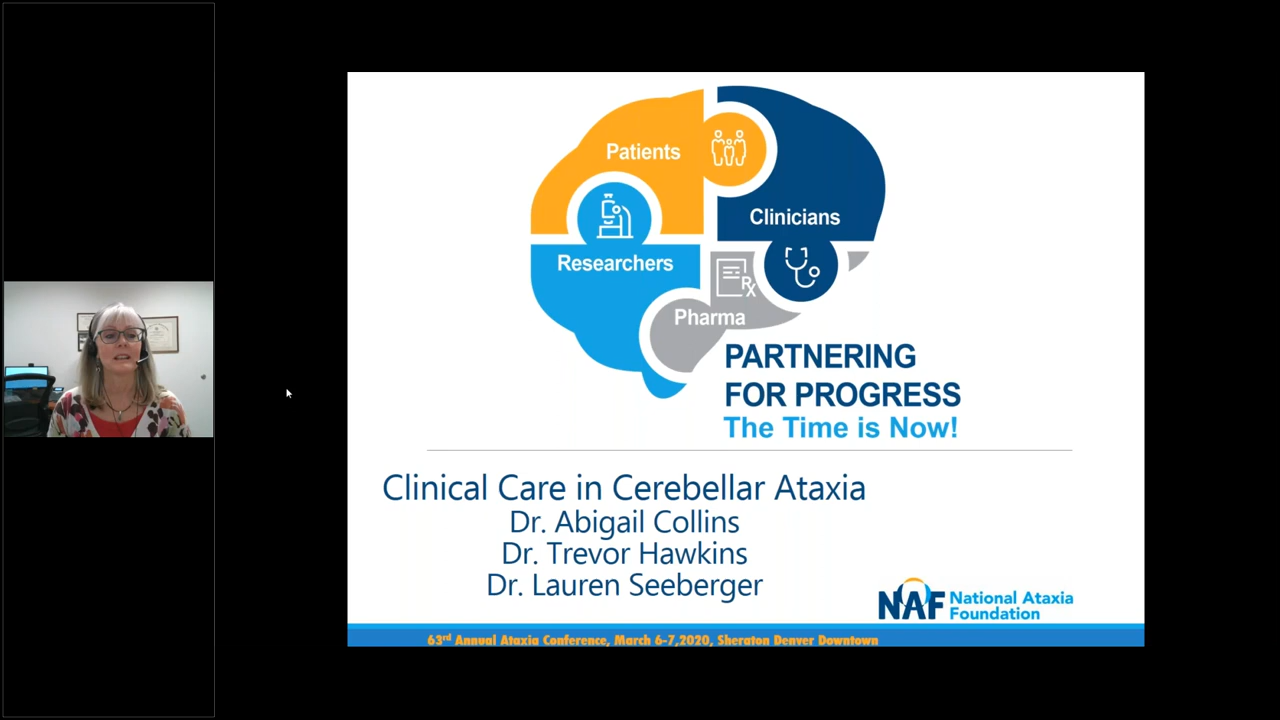 Patients
Clinicians
Researchers
Rx
Pharma
PARTNERING
FOR PROGRESS
The Time is Now!
Clinical Care in Cerebellar Ataxia
Dr. Abigail Collins
Dr. Trevor Hawkins
Dr. Lauren Seeberger
NAF National Ataxia
Foundation
63rd Annual Ataxia Conference, March 6-7,2020, Sheraton Denver Downtown